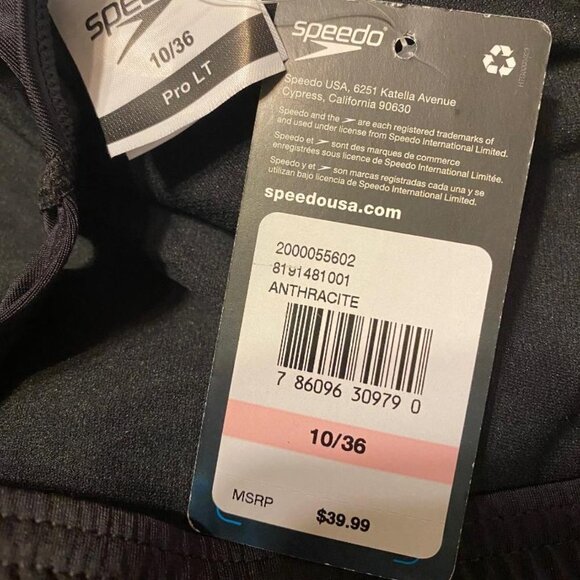 speedo
10/36
Pro LT
speedo
Speedo USA, 6251 Katella Avenue
Cypress, California 90630
Speedo and the are each registered trademarks of
and used under license from Speedo International Limited.
Speedo et sont des marques de commerce
enregistrées sous licence de Speedo International Limitée.
Speedo y et son marcas registradas cada una y se
utilizan bajo licencia de Speedo International Limited.
speedousa.com
2000055602
8191481001
ANTHRACITE
7 86096 30979 0
10/36
MSRP $39.99